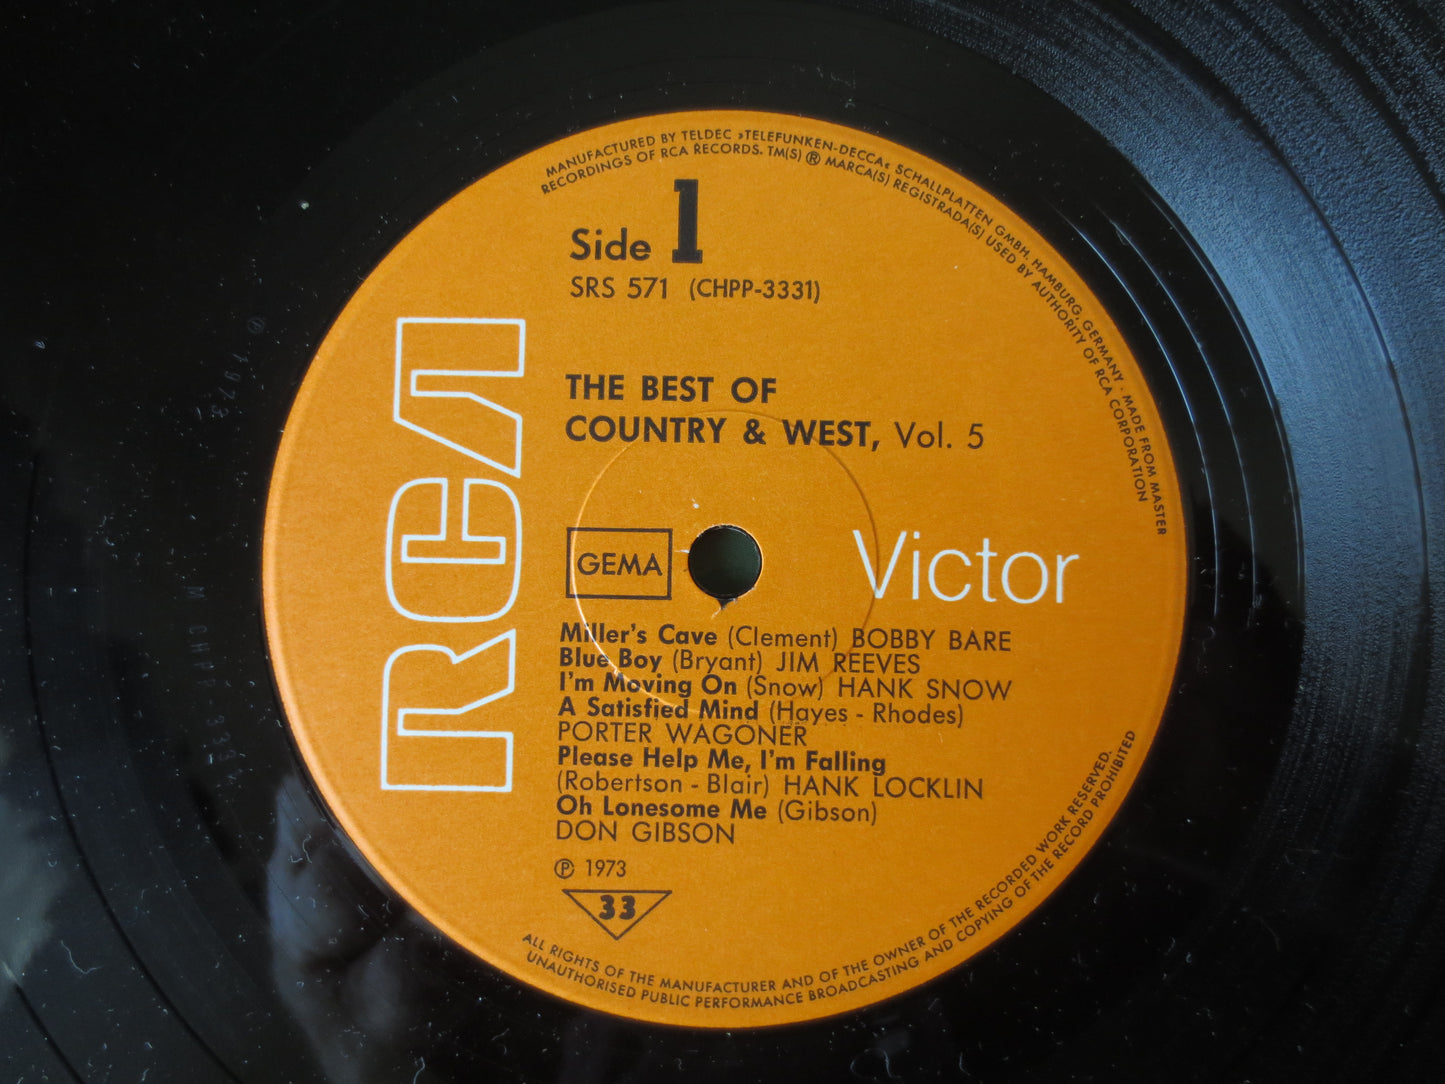 MANUFACTURED BY TELDEC »TELEFUNKEN-DECCA« SCHALLPLATTEN GMBH, HAMBURG, GERMANY · MADE FROM MASTER
RECORDINGS OF RCA RECORDS. TM(S) ® MARCA(S) REGISTRADA(S) USED BY AUTHORITY OF RCA CORPORATION
Side 1
SRS 571 (CHPP-3331)
THE BEST OF
COUNTRY & WEST, Vol. 5
RCA
GEMA
Victor
Miller's Cave (Clement) BOBBY BARE
Blue Boy (Bryant) JIM REEVES
I'm Moving On (Snow) HANK SNOW
A Satisfied Mind (Hayes - Rhodes)
PORTER WAGONER
Please Help Me, I'm Falling
(Robertson - Blair) HANK LOCKLIN
Oh Lonesome Me (Gibson)
DON GIBSON
℗ 1973
33
ALL RIGHTS OF THE MANUFACTURER AND OF THE OWNER OF THE RECORDED WORK RESERVED.
UNAUTHORISED PUBLIC PERFORMANCE BROADCASTING AND COPYING OF THE RECORD PROHIBITED
℗ 1973